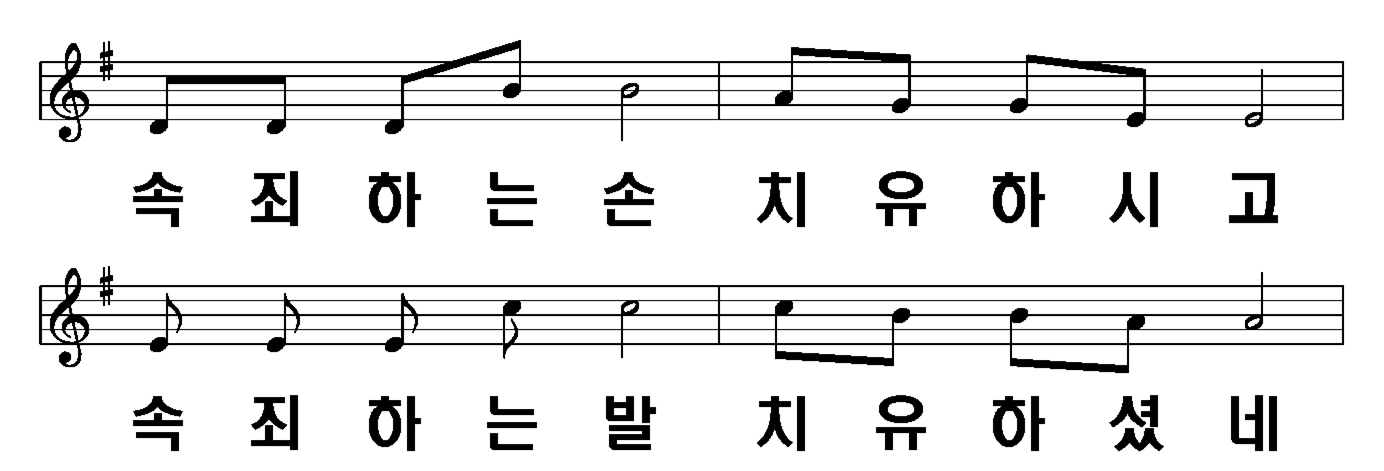 속 죄 하 는 손 치 유 하 시 고
속 죄 하 는 발 치 유 하 셨 네